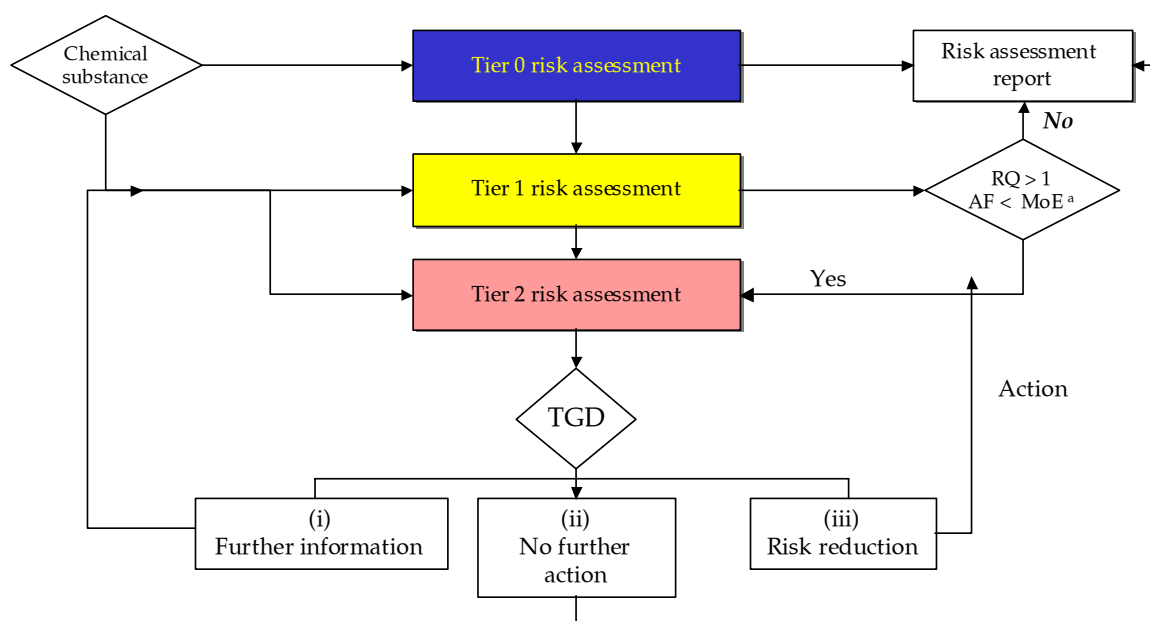 Chemical
substance
Tier 0 risk assessment
Risk assessment
report
No
Tier 1 risk assessment
RQ > 1
AF < MoE ª
Tier 2 risk assessment
Yes
Action
TGD
(i)
Further information
(ii)
No further
action
(iii)
Risk reduction